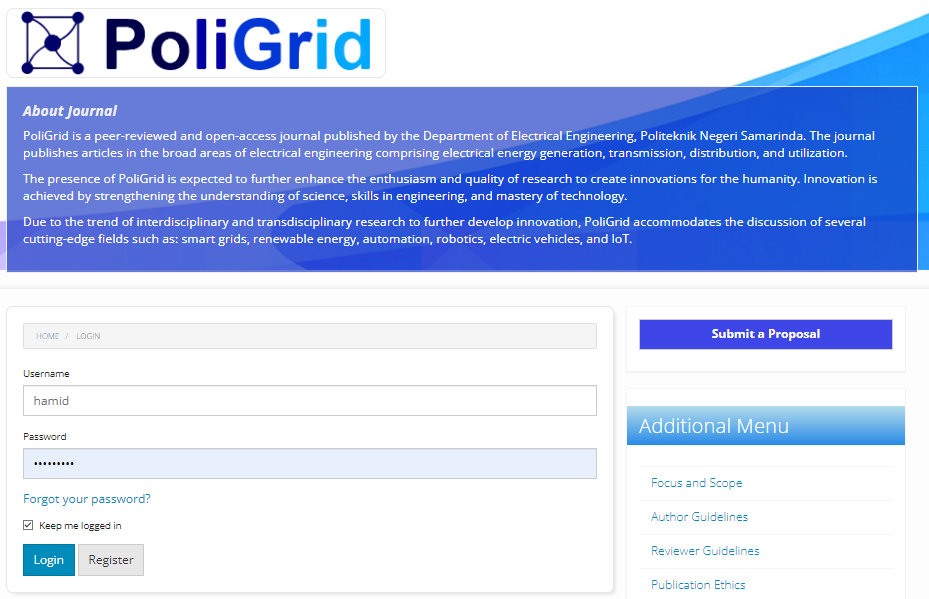 PoliGrid
About Journal
PoliGrid is a peer-reviewed and open-access journal published by the Department of Electrical Engineering, Politeknik Negeri Samarinda. The journal
publishes articles in the broad areas of electrical engineering comprising electrical energy generation, transmission, distribution, and utilization.
The presence of PoliGrid is expected to further enhance the enthusiasm and quality of research to create innovations for the humanity. Innovation is
achieved by strengthening the understanding of science, skills in engineering, and mastery of technology.
Due to the trend of interdisciplinary and transdisciplinary research to further develop innovation, PoliGrid accommodates the discussion of several
cutting-edge fields such as: smart grids, renewable energy, automation, robotics, electric vehicles, and IoT.
HOME / LOGIN
Username
hamid
Password
•••••••••
Forgot your password?
Keep me logged in
Login Register
Submit a Proposal
Additional Menu
Focus and Scope
Author Guidelines
Reviewer Guidelines
Publication Ethics